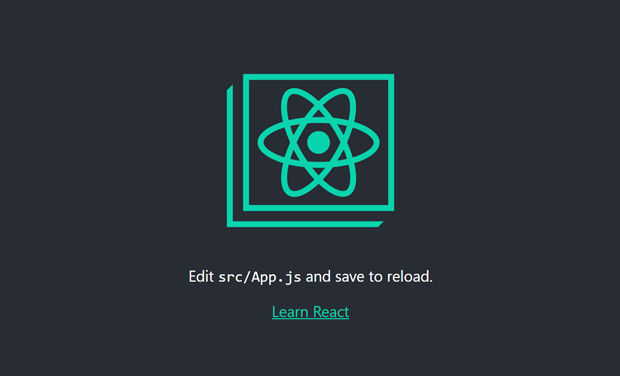 Edit src/App.js and save to reload.
Learn React